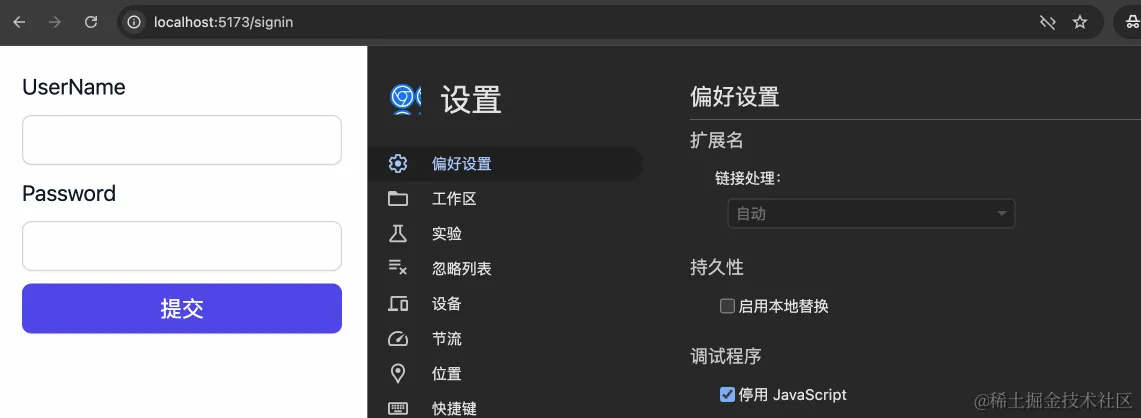 localhost:5173/signin
UserName
Password
提交
设置
偏好设置
工作区
实验
忽略列表
设备
节流
位置
快捷键
偏好设置
扩展名
链接处理：
自动
持久性
启用本地替换
调试程序
停用 JavaScript
@稀土掘金技术社区